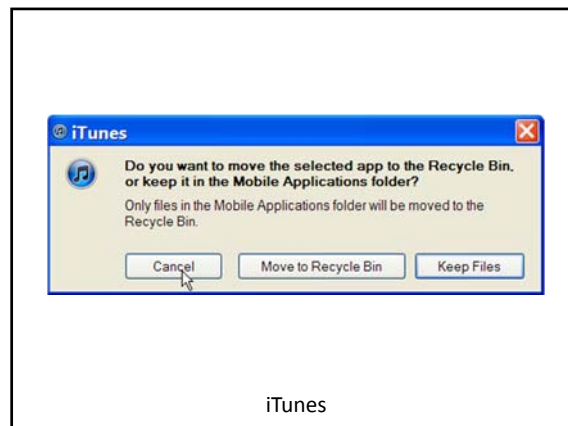 iTunes
Do you want to move the selected app to the Recycle Bin,
or keep it in the Mobile Applications folder?
Only files in the Mobile Applications folder will be moved to the
Recycle Bin.
Cancel Move to Recycle Bin Keep Files
iTunes